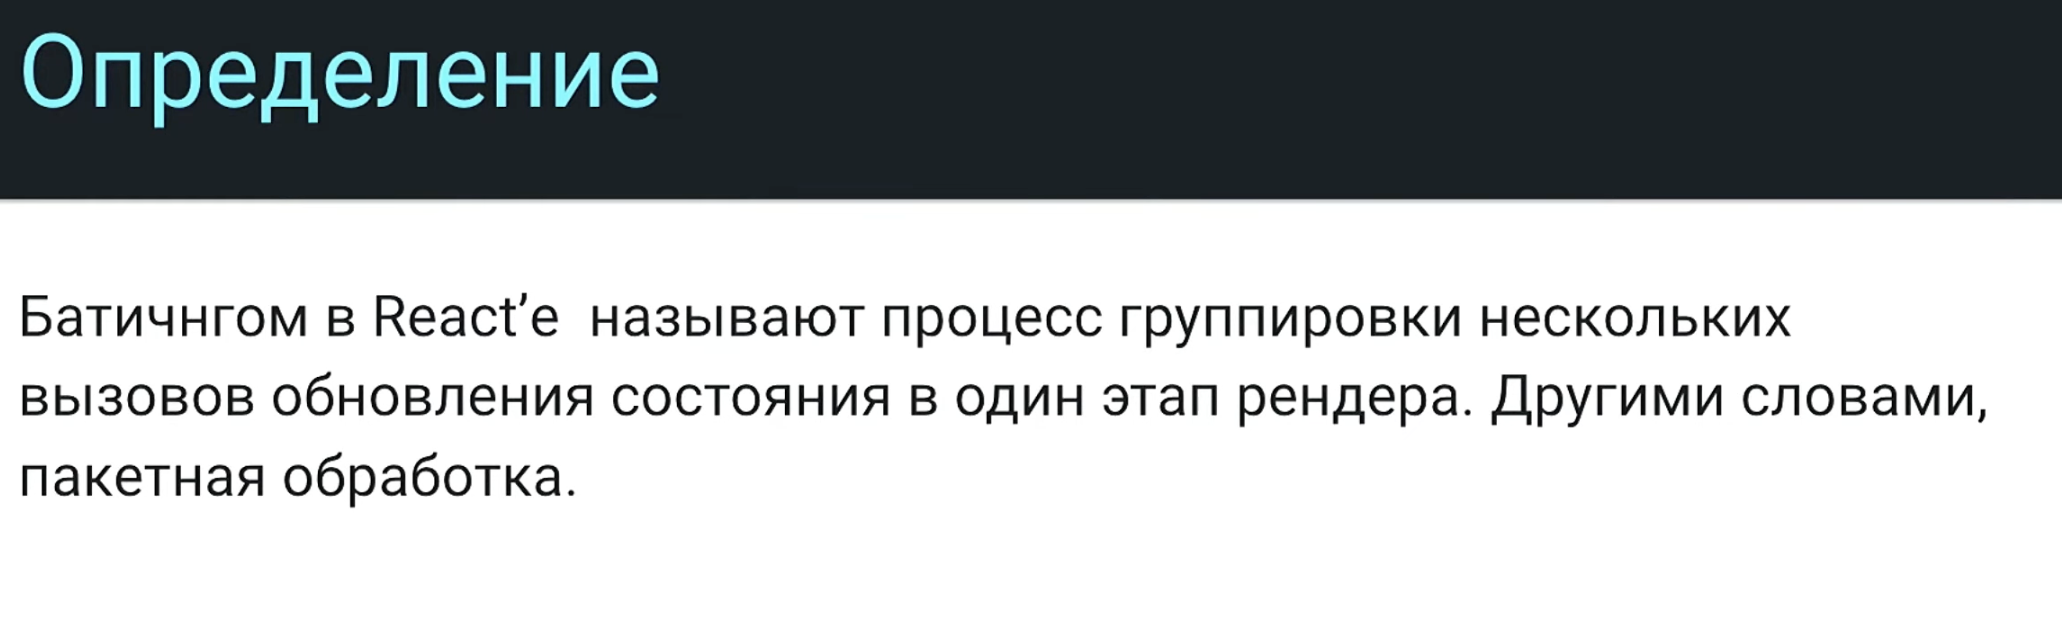 Определение
Батичнгом в React’е  называют процесс группировки нескольких
вызовов обновления состояния в один этап рендера. Другими словами,
пакетная обработка.